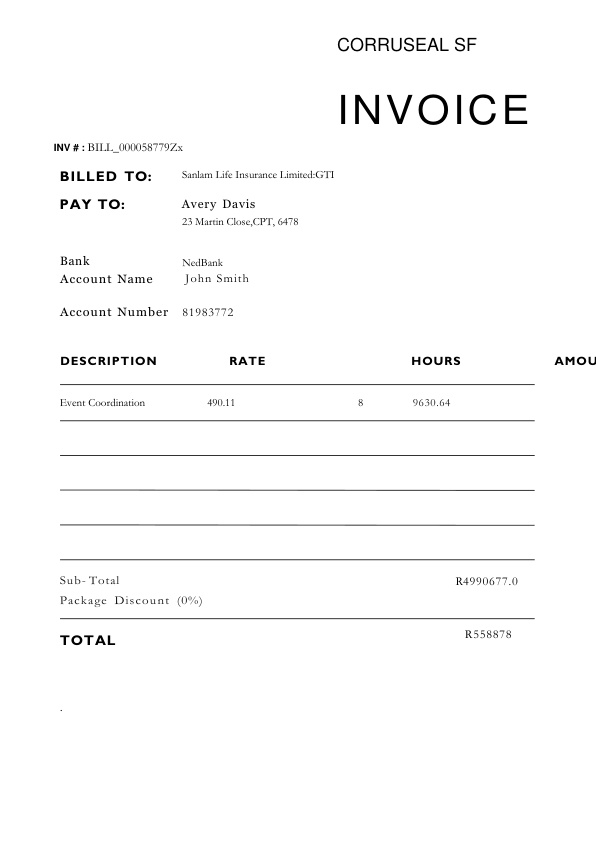 CORRUSEAL SF
INVOICE
INV # : BILL_000058779Zx
BILLED TO: Sanlam Life Insurance Limited:GTI
PAY TO: Avery Davis
23 Martin Close,CPT, 6478
Bank NedBank
Account Name John Smith
Account Number 81983772
DESCRIPTION RATE HOURS AMOU
Event Coordination 490.11 8 9630.64
Sub-Total R4990677.0
Package Discount (0%)
TOTAL R558878
.